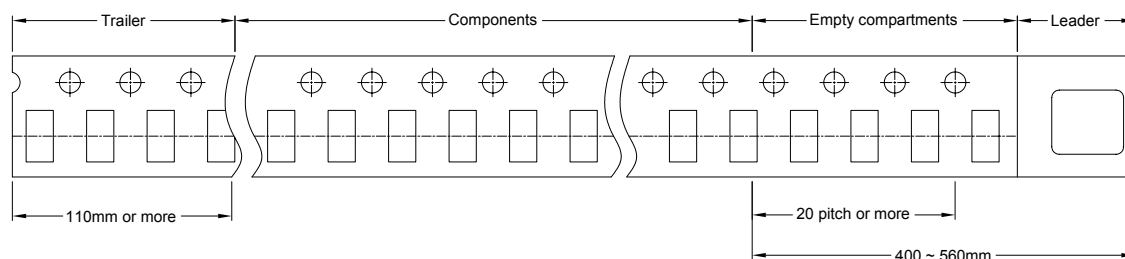 Trailer
Components
Empty compartments
Leader
110mm or more
20 pitch or more
400 ~ 560mm